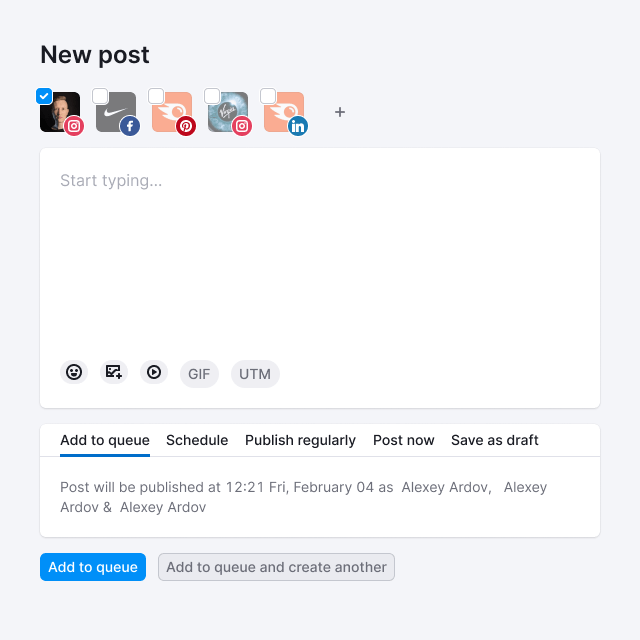 New post
Virgin
in
Start typing...
GIF
UTM
Add to queue
Schedule
Publish regularly
Post now
Save as draft
Post will be published at 12:21 Fri, February 04 as Alexey Ardov, Alexey
Ardov & Alexey Ardov
Add to queue
Add to queue and create another